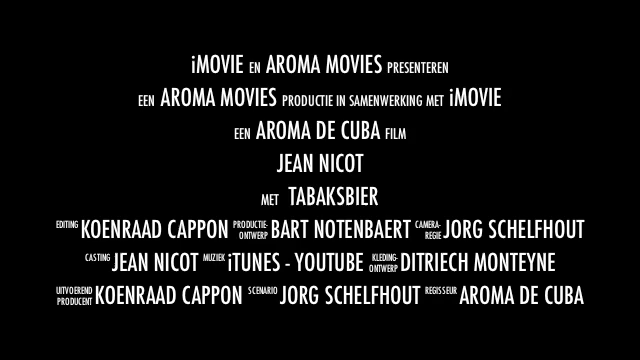 iMOVIE EN AROMA MOVIES PRESENTEREN
EEN AROMA MOVIES PRODUCTIE IN SAMENWERKING MET iMOVIE
EEN AROMA DE CUBA FILM
JEAN NICOT
MET TABAKSBIER
EDITING KOENRAAD CAPPON PRODUCTIE-ONTWERP BART NOTENBAERT CAMERA-REGIE JORG SCHELFHOUT
CASTING JEAN NICOT MUZIEK iTUNES - YOUTUBE KLEDING-ONTWERP DITRIECH MONTEYNE
UITVOEREND PRODUCENT KOENRAAD CAPPON SCENARIO JORG SCHELFHOUT REGISSEUR AROMA DE CUBA